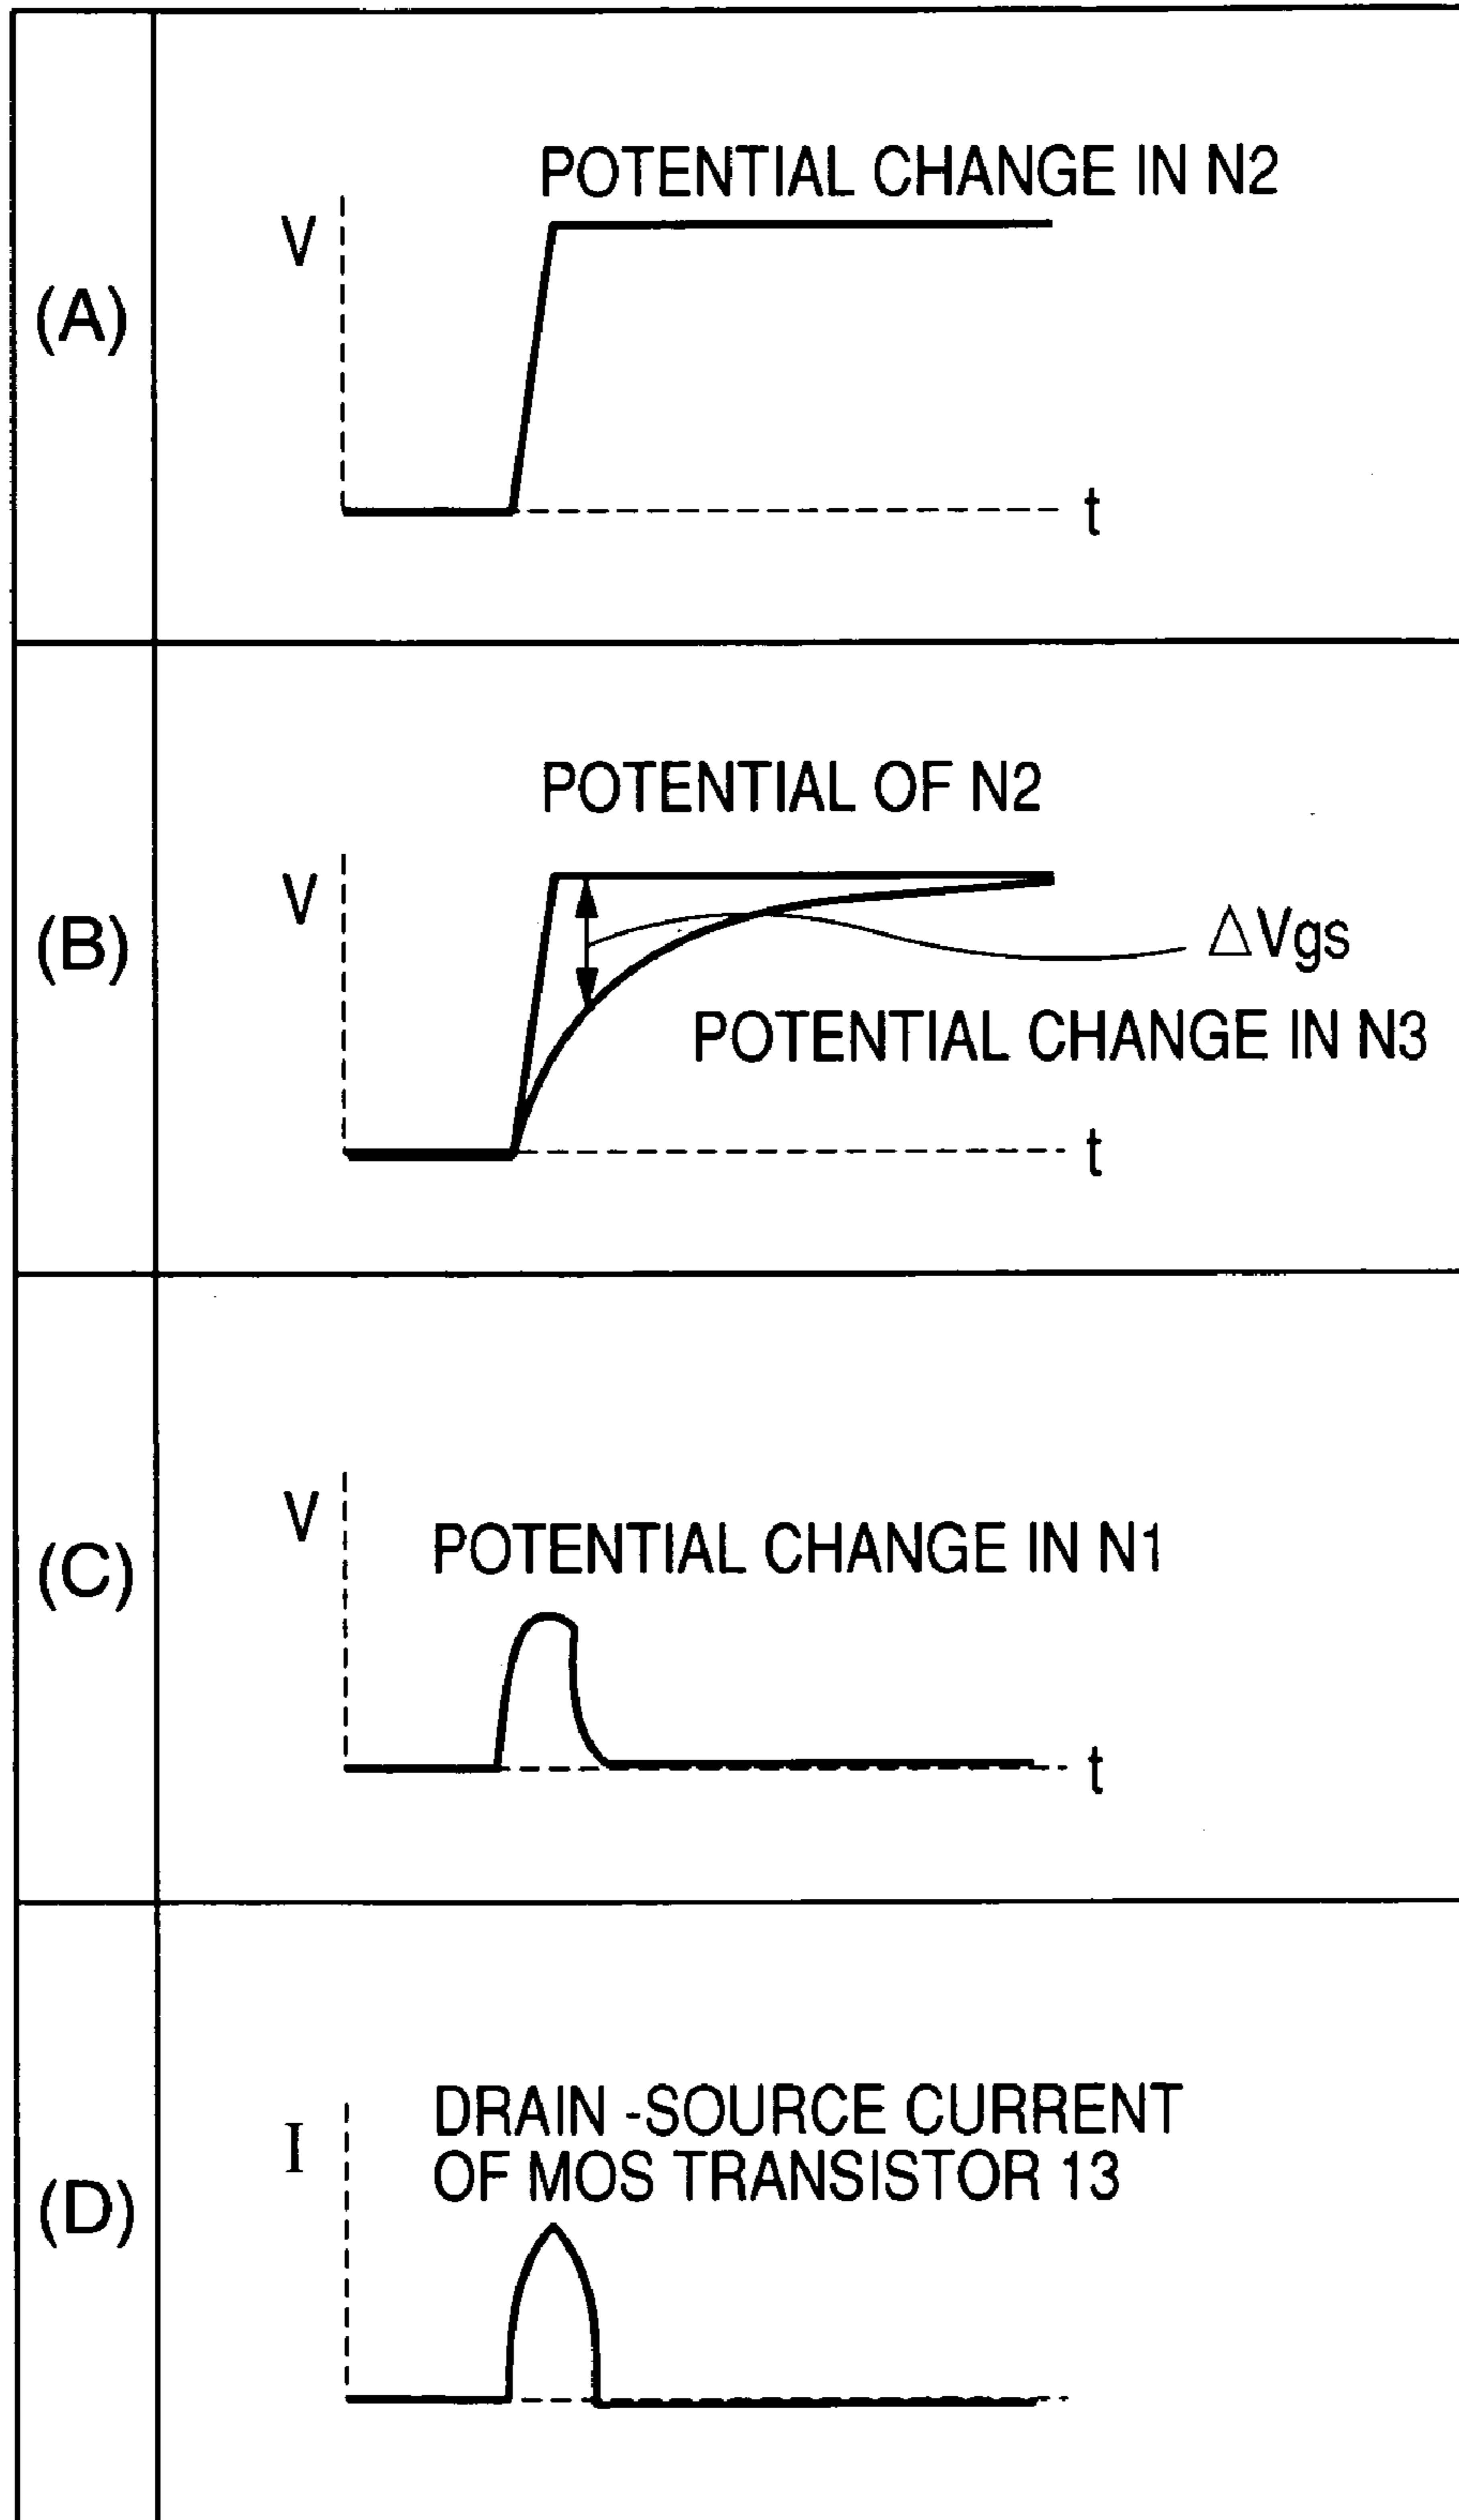 (A)
POTENTIAL CHANGE IN N2
V
t
(B)
POTENTIAL OF N2
V
△Vgs
POTENTIAL CHANGE IN N3
t
(C)
V
POTENTIAL CHANGE IN N1
t
(D)
I
DRAIN -SOURCE CURRENT
OF MOS TRANSISTOR 13